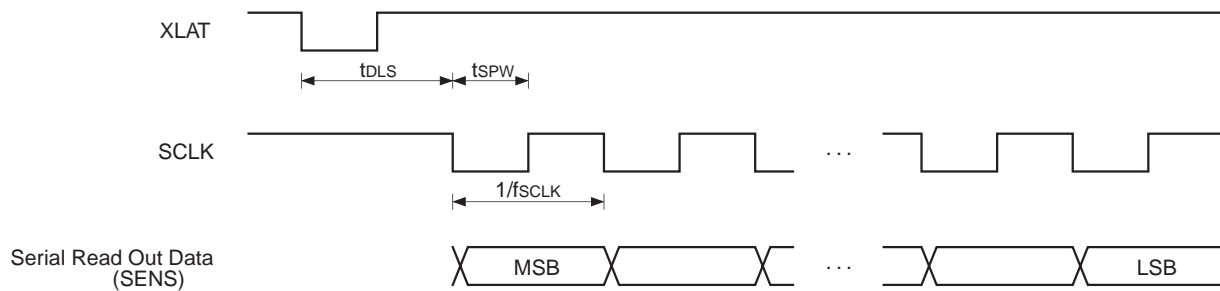 XLAT
tDLS
tSPW
SCLK
...
1/fSCLK
Serial Read Out Data
(SENS)
MSB
...
LSB